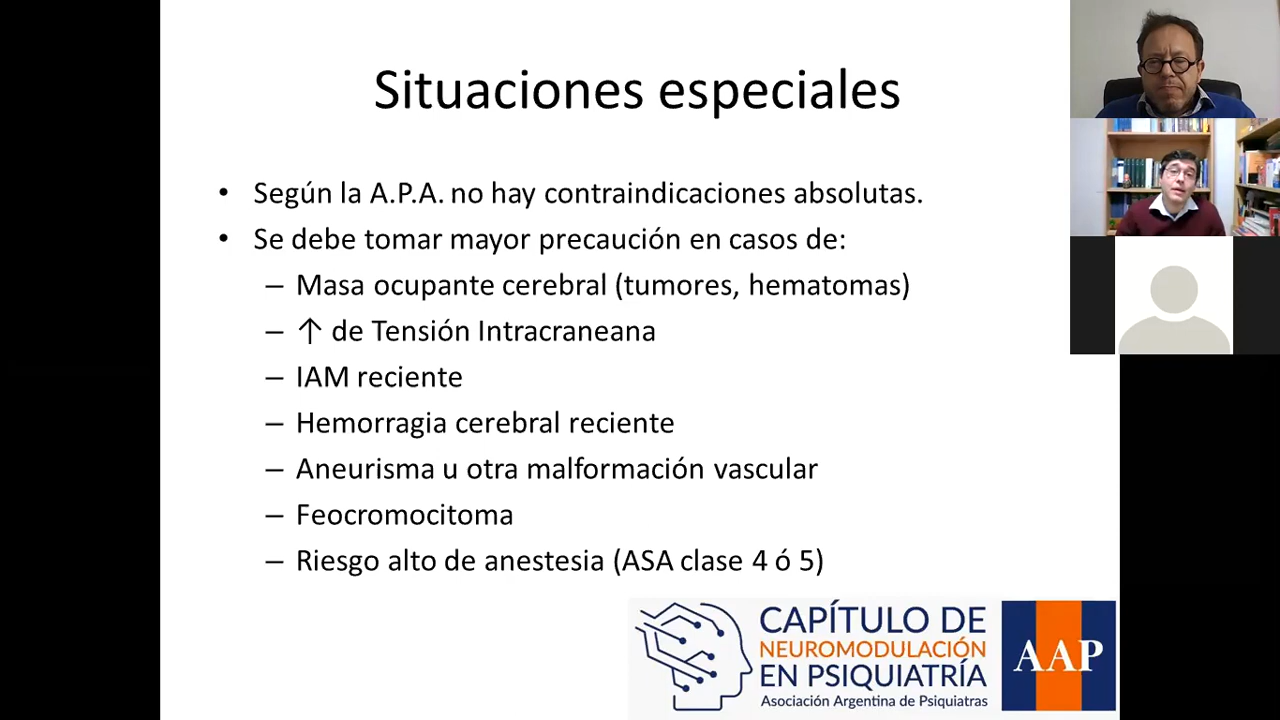 Situaciones especiales
• Según la A.P.A. no hay contraindicaciones absolutas.
• Se debe tomar mayor precaución en casos de:
– Masa ocupante cerebral (tumores, hematomas)
– ↑ de Tensión Intracraneana
– IAM reciente
– Hemorragia cerebral reciente
– Aneurisma u otra malformación vascular
– Feocromocitoma
– Riesgo alto de anestesia (ASA clase 4 ó 5)
CAPÍTULO DE
NEUROMODULACIÓN
EN PSIQUIATRÍA
Asociación Argentina de Psiquiatras
AAP